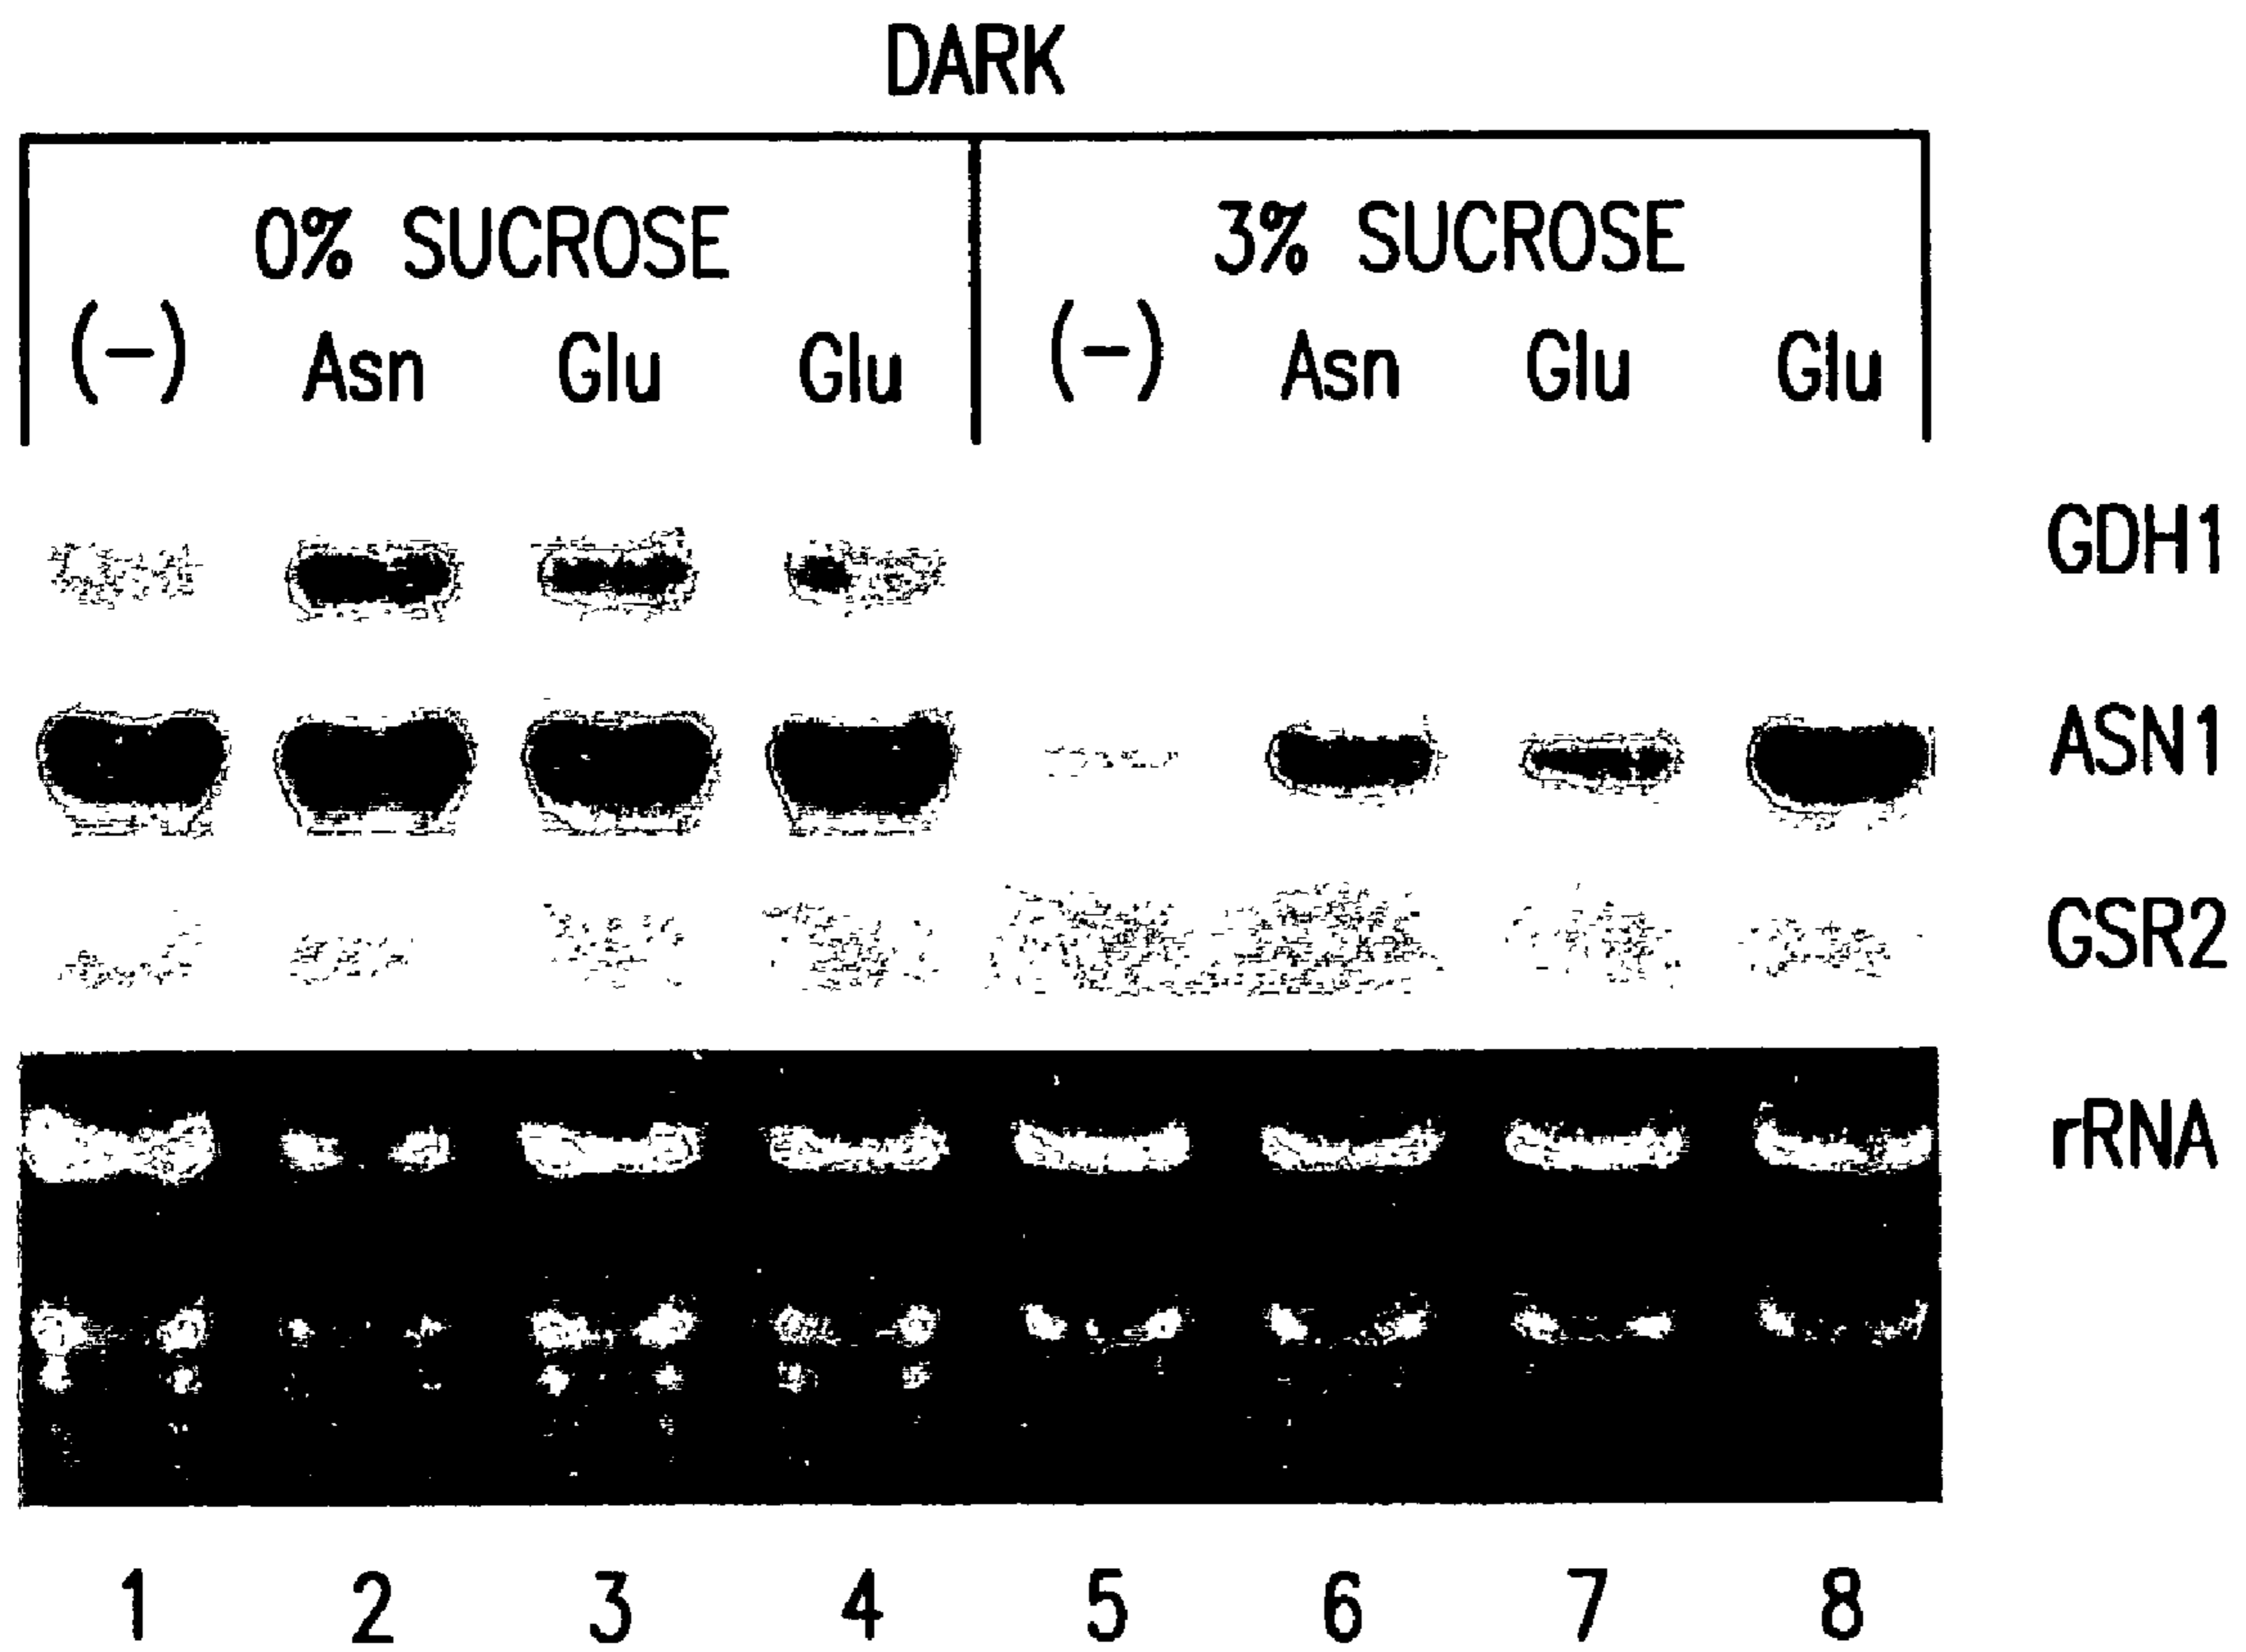 DARK
0% SUCROSE 3% SUCROSE
(-) Asn Glu Glu (-) Asn Glu Glu
GDH1
ASN1
GSR2
rRNA
1 2 3 4 5 6 7 8